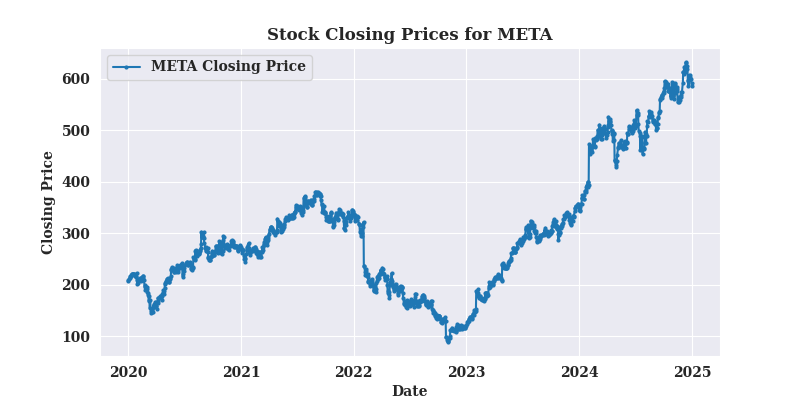 Stock Closing Prices for META
META Closing Price
600
500
400
300
200
100
Closing Price
2020 2021 2022 2023 2024 2025
Date